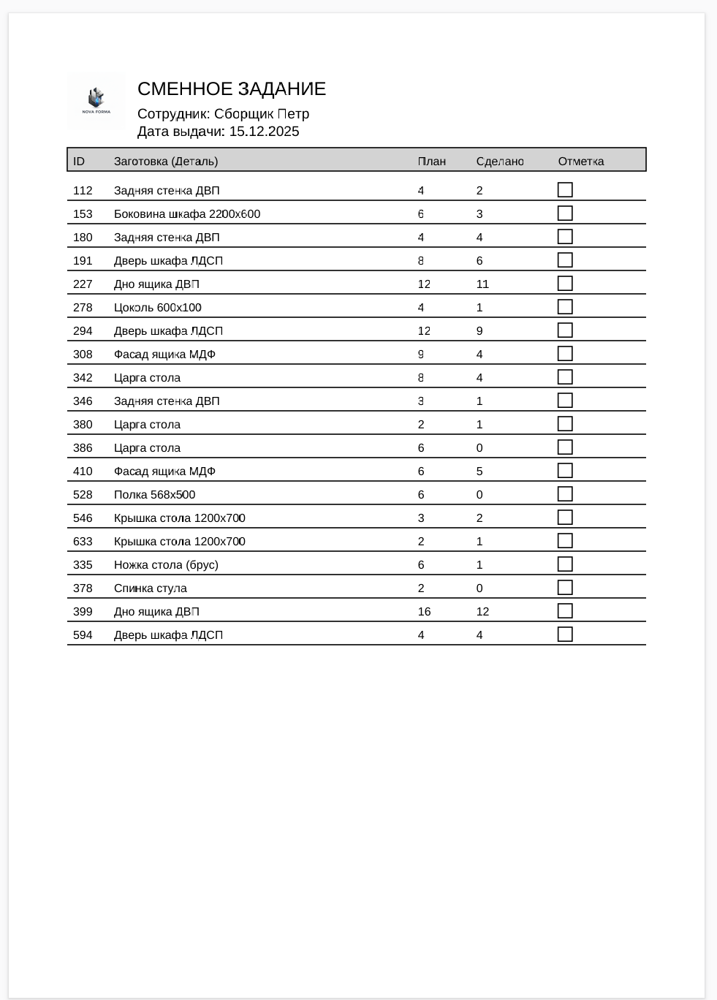 NOVA FORMA
СМЕННОЕ ЗАДАНИЕ
Сотрудник: Сборщик Петр
Дата выдачи: 15.12.2025
ID Заготовка (Деталь) План Сделано Отметка
112 Задняя стенка ДВП 4 2
153 Боковина шкафа 2200x600 6 3
180 Задняя стенка ДВП 4 4
191 Дверь шкафа ЛДСП 8 6
227 Дно ящика ДВП 12 11
278 Цоколь 600x100 4 1
294 Дверь шкафа ЛДСП 12 9
308 Фасад ящика МДФ 9 4
342 Царга стола 8 4
346 Задняя стенка ДВП 3 1
380 Царга стола 2 1
386 Царга стола 6 0
410 Фасад ящика МДФ 6 5
528 Полка 568x500 6 0
546 Крышка стола 1200x700 3 2
633 Крышка стола 1200x700 2 1
335 Ножка стола (брус) 6 1
378 Спинка стула 2 0
399 Дно ящика ДВП 16 12
594 Дверь шкафа ЛДСП 4 4